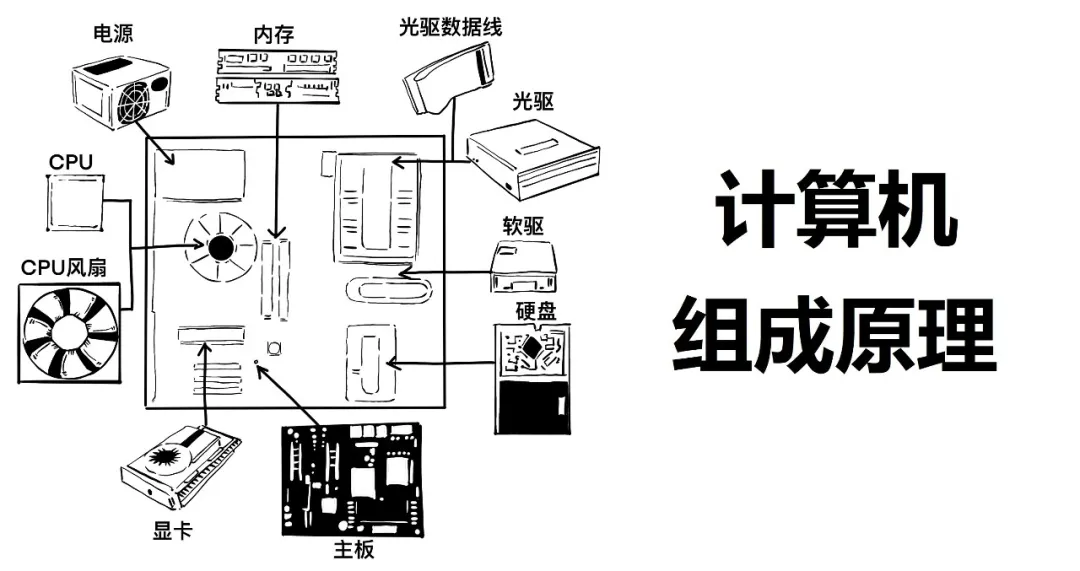 电源
内存
光驱数据线
光驱
CPU
软驱
CPU风扇
硬盘
显卡
主板
计算机
组成原理